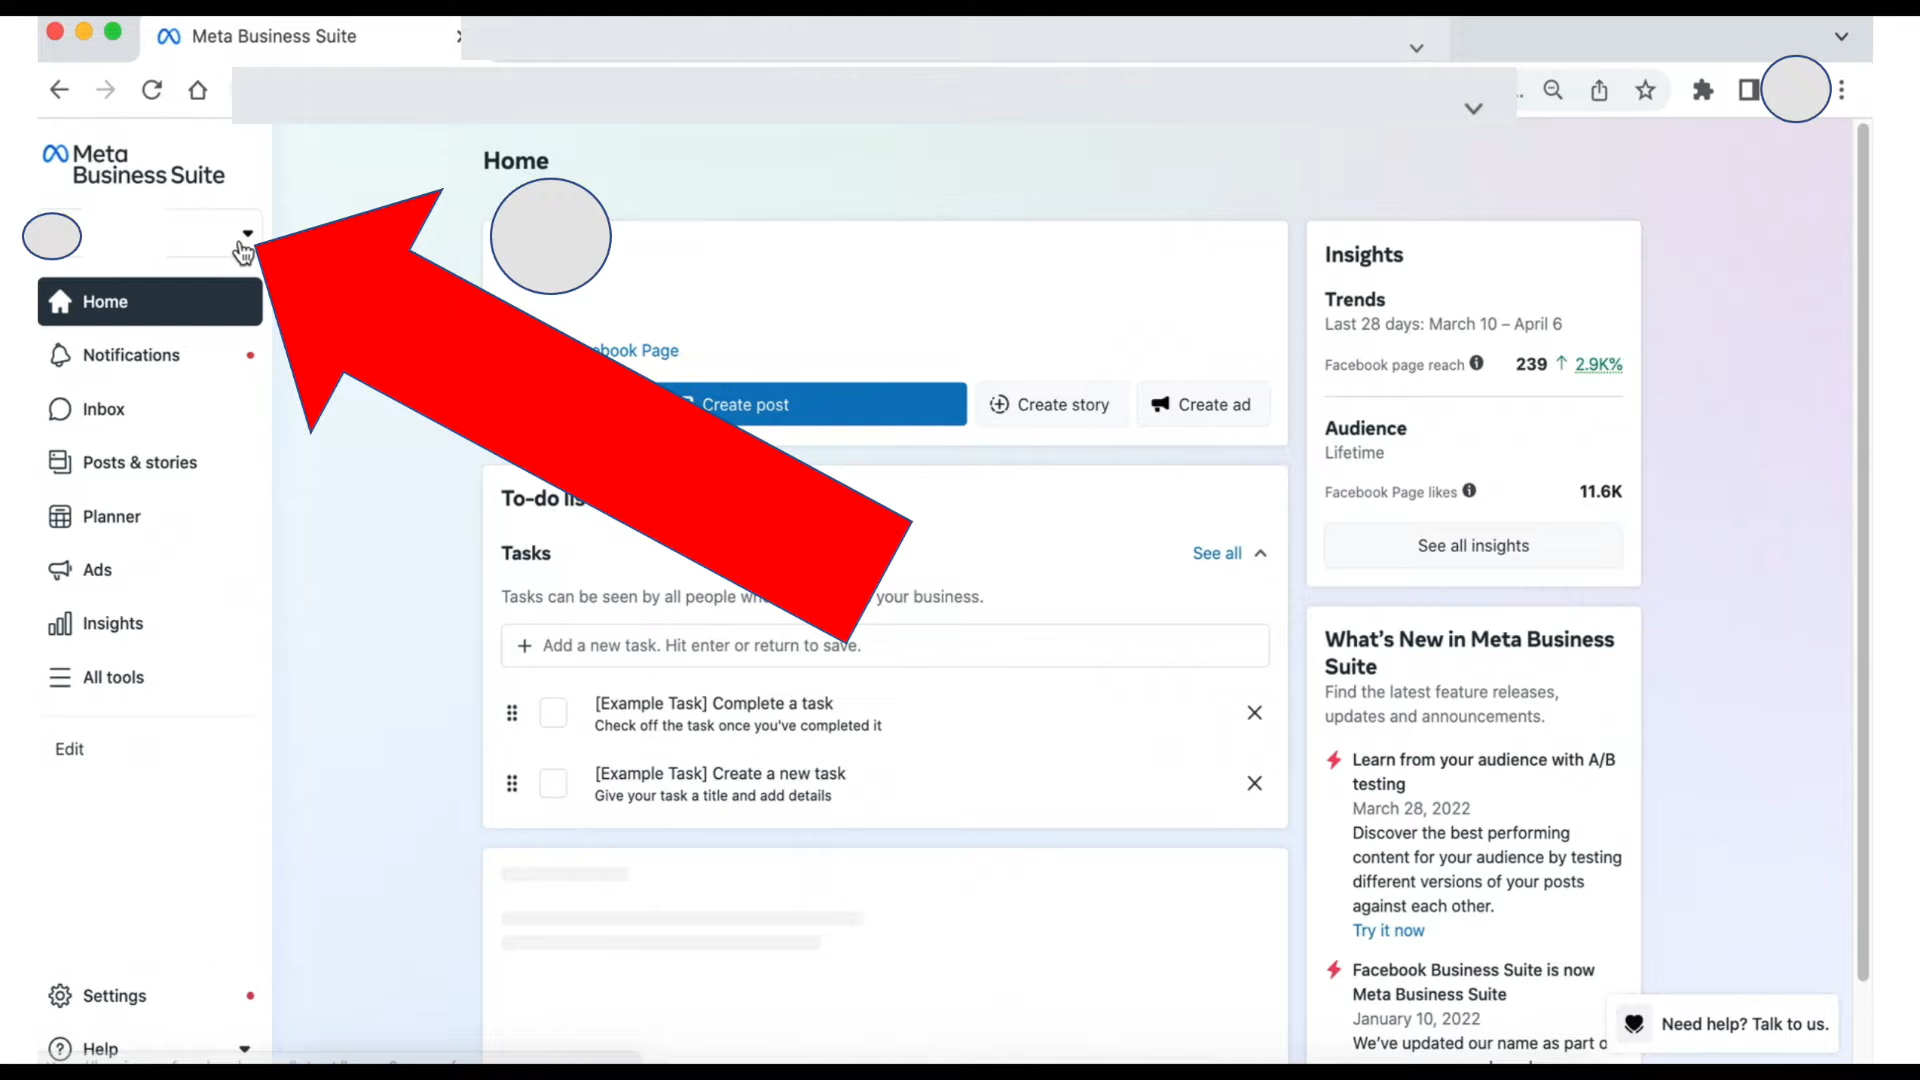 Meta Business Suite
Meta
Business Suite
Home
Notifications
Inbox
Posts & stories
Planner
Ads
Insights
All tools
Edit
Settings
Help
Home
Page
Create post
Create story
Create ad
To-do
Tasks
See all
Tasks can be seen by all people your business.
Add a new task. Hit enter or return to save.
[Example Task] Complete a task
Check off the task once you've completed it
[Example Task] Create a new task
Give your task a title and add details
Insights
Trends
Last 28 days: March 10 – April 6
Facebook page reach 239 ↑ 2.9K%
Audience
Lifetime
Facebook Page likes 11.6K
See all insights
What's New in Meta Business
Suite
Find the latest feature releases,
updates and announcements.
Learn from your audience with A/B
testing
March 28, 2022
Discover the best performing
content for your audience by testing
different versions of your posts
against each other.
Try it now
Facebook Business Suite is now
Meta Business Suite
January 10, 2022
We've updated our name as part
Need help? Talk to us.